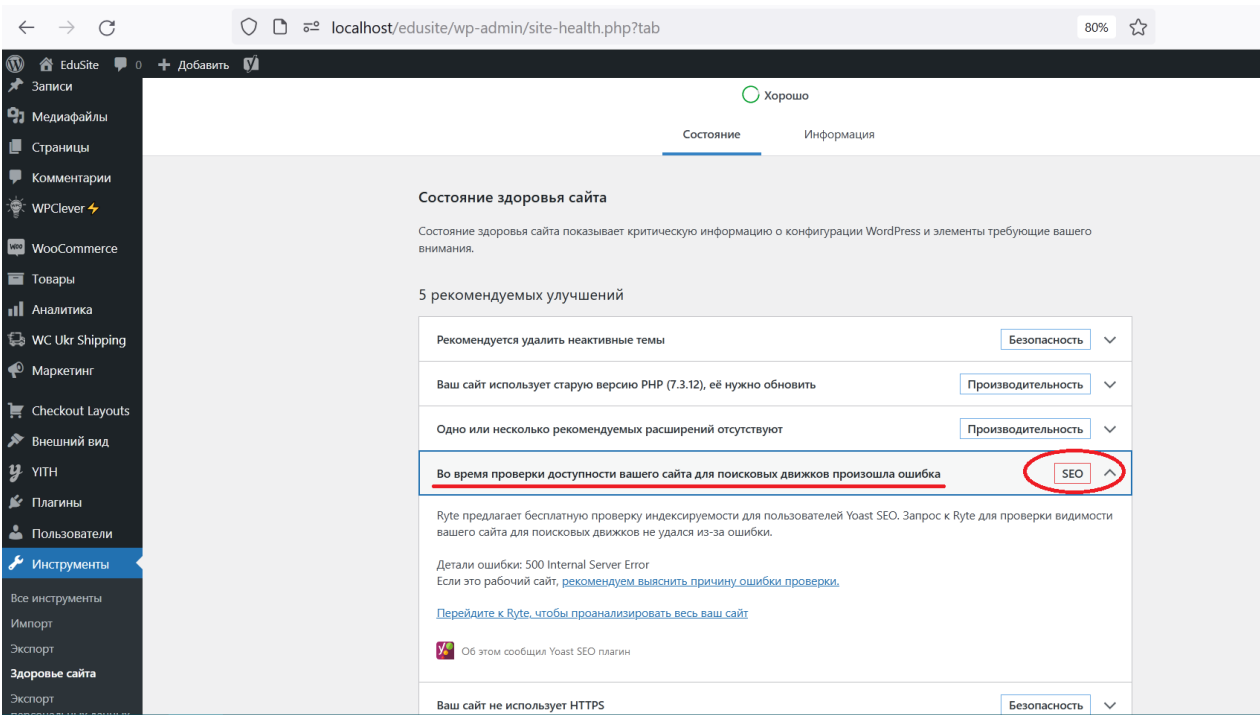 localhost/edusite/wp-admin/site-health.php?tab
80%
EduSite
0
Добавить
Записи
Медиафайлы
Страницы
Комментарии
WPClever
WooCommerce
Товары
Аналитика
WC Ukr Shipping
Маркетинг
Checkout Layouts
Внешний вид
YITH
Плагины
Пользователи
Инструменты
Все инструменты
Импорт
Экспорт
Здоровье сайта
Экспорт
персональных данных
Хорошо
Состояние
Информация
Состояние здоровья сайта
Состояние здоровья сайта показывает критическую информацию о конфигурации WordPress и элементы требующие вашего
внимания.
5 рекомендуемых улучшений
Рекомендуется удалить неактивные темы
Безопасность
Ваш сайт использует старую версию PHP (7.3.12), её нужно обновить
Производительность
Одно или несколько рекомендуемых расширений отсутствуют
Производительность
Во время проверки доступности вашего сайта для поисковых движков произошла ошибка
SEO
Ryte предлагает бесплатную проверку индексируемости для пользователей Yoast SEO. Запрос к Ryte для проверки видимости
вашего сайта для поисковых движков не удался из-за ошибки.
Детали ошибки: 500 Internal Server Error
Если это рабочий сайт, рекомендуем выяснить причину ошибки проверки.
Перейдите к Ryte, чтобы проанализировать весь ваш сайт
Об этом сообщил Yoast SEO плагин
Ваш сайт не использует HTTPS
Безопасность